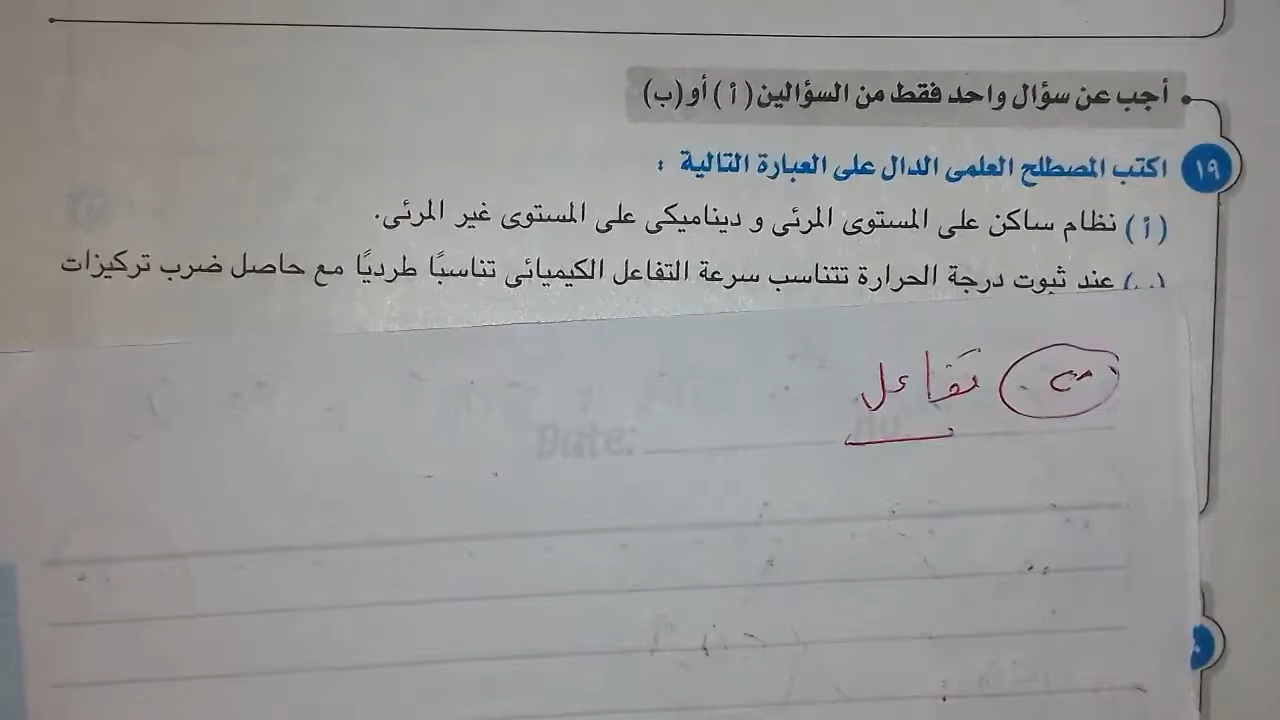 أجب عن سؤال واحد فقط من السؤالين (أ) أو (ب)
١٩ اكتب المصطلح العلمى الدال على العبارة التالية :
(أ) نظام ساكن على المستوى المرئى و ديناميكى على المستوى غير المرئى.
(ب) عند ثبوت درجة الحرارة تتناسب سرعة التفاعل الكيميائى تناسبًا طرديًا مع حاصل ضرب تركيزات
تفاعل
Date:
no